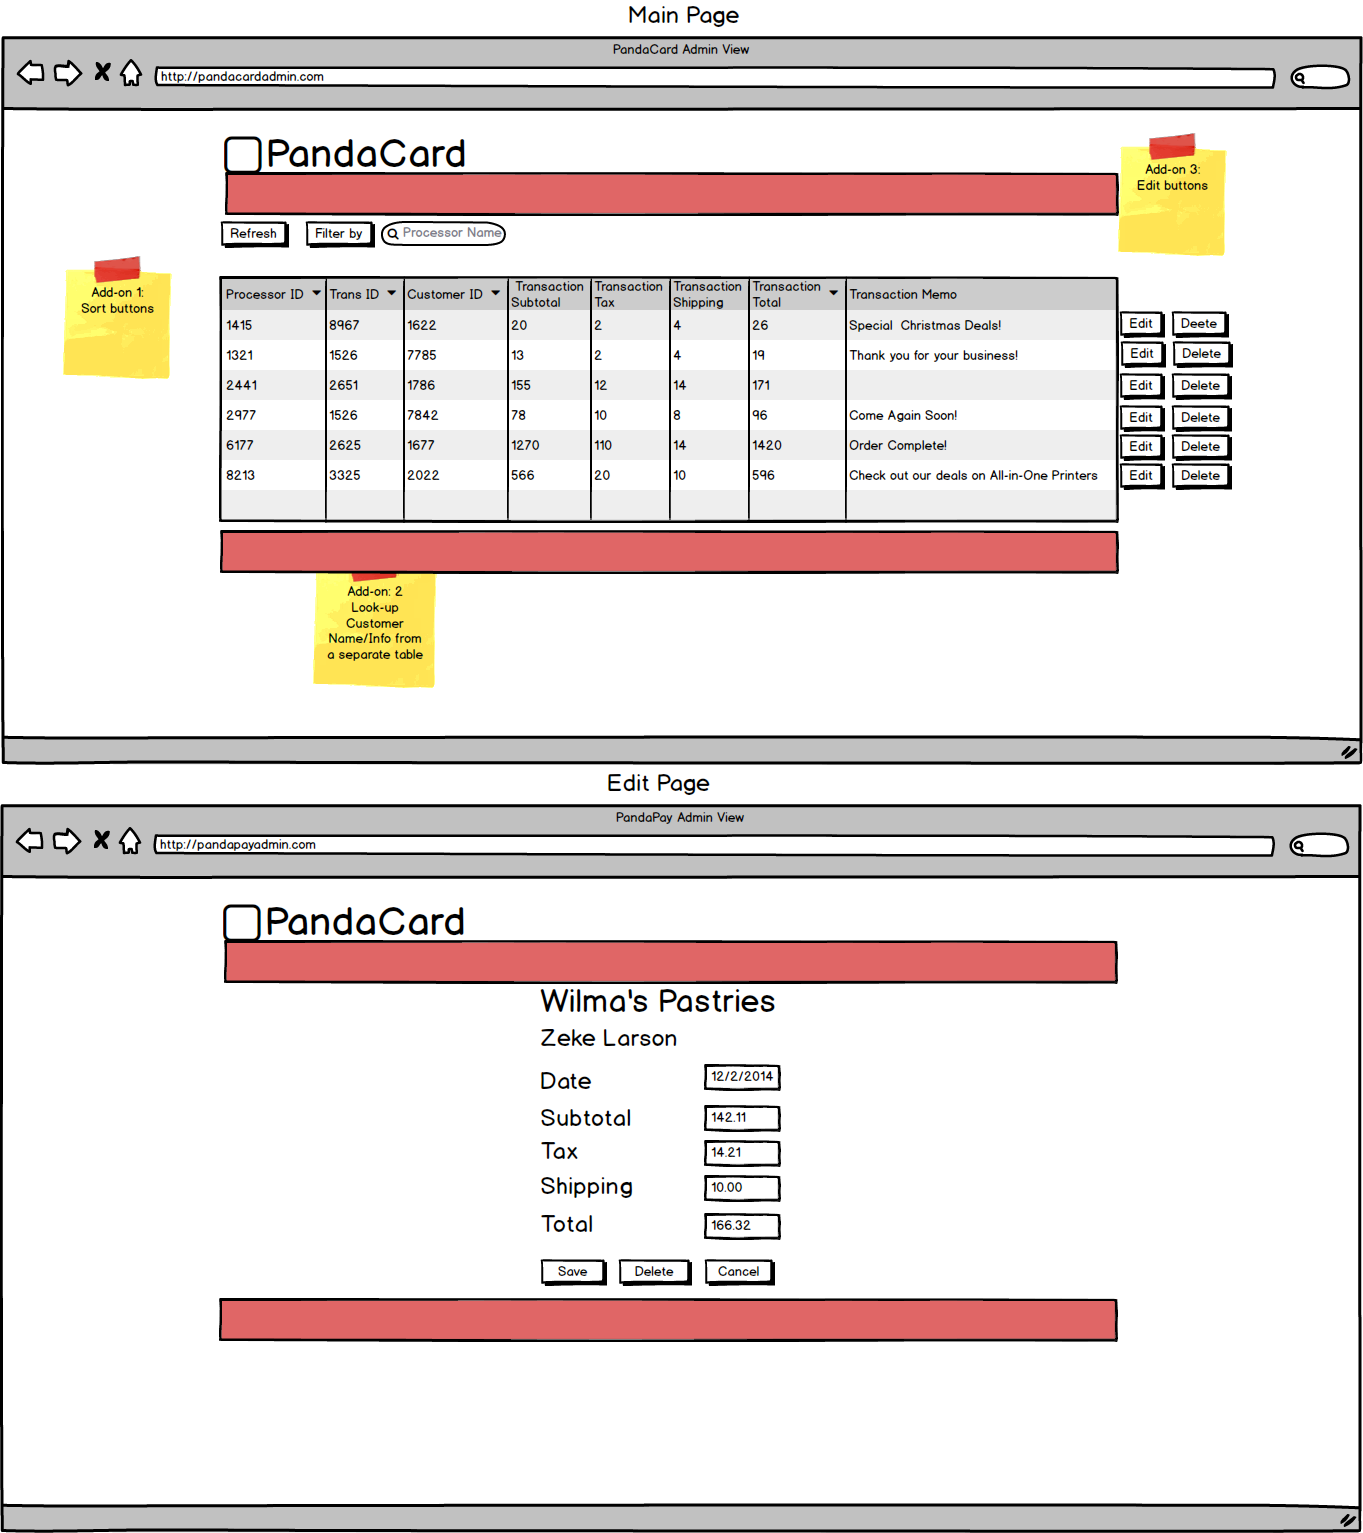 Main Page
PandaCard Admin View
http://pandacardadmin.com
PandaCard
Add-on 3:
Edit buttons
Refresh Filter by Processor Name
Add-on 1:
Sort buttons
Processor ID Trans ID Customer ID Transaction Subtotal Transaction Tax Transaction Shipping Transaction Total Transaction Memo
1415 8967 1622 20 2 4 26 Special Christmas Deals! Edit Deete
1321 1526 7785 13 2 4 19 Thank you for your business! Edit Delete
2441 2651 1786 155 12 14 171 Edit Delete
2977 1526 7842 78 10 8 96 Come Again Soon! Edit Delete
6177 2625 1677 1270 110 14 1420 Order Complete! Edit Delete
8213 3325 2022 566 20 10 596 Check out our deals on All-in-One Printers Edit Delete
Add-on: 2
Look-up
Customer
Name/Info from
a separate table
Edit Page
PandaPay Admin View
http://pandapayadmin.com
PandaCard
Wilma's Pastries
Zeke Larson
Date 12/2/2014
Subtotal 142.11
Tax 14.21
Shipping 10.00
Total 166.32
Save Delete Cancel